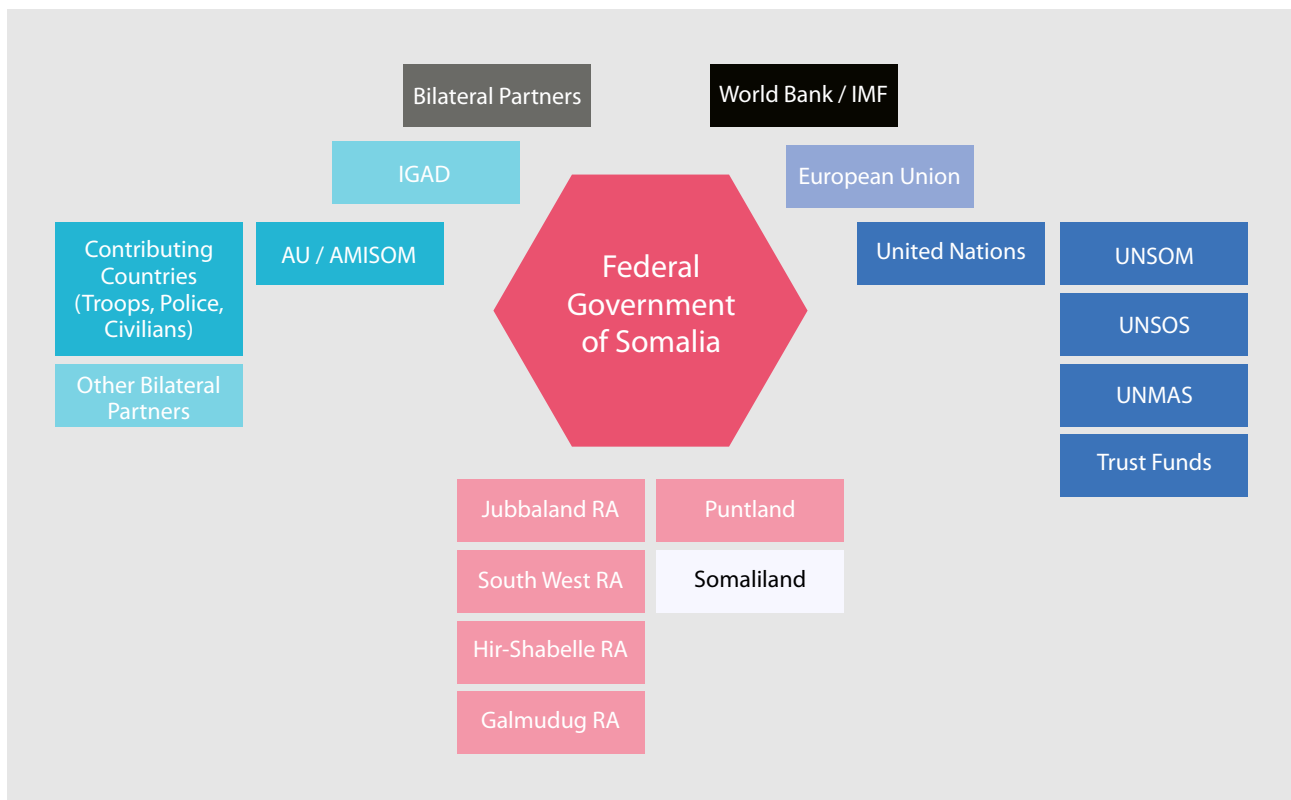 Bilateral Partners
World Bank / IMF
IGAD
European Union
Contributing
Countries
(Troops, Police,
Civilians)
AU / AMISOM
Federal
Government
of Somalia
United Nations
UNSOM
UNSOS
Other Bilateral
Partners
UNMAS
Trust Funds
Jubbaland RA
Puntland
South West RA
Somaliland
Hir-Shabelle RA
Galmudug RA